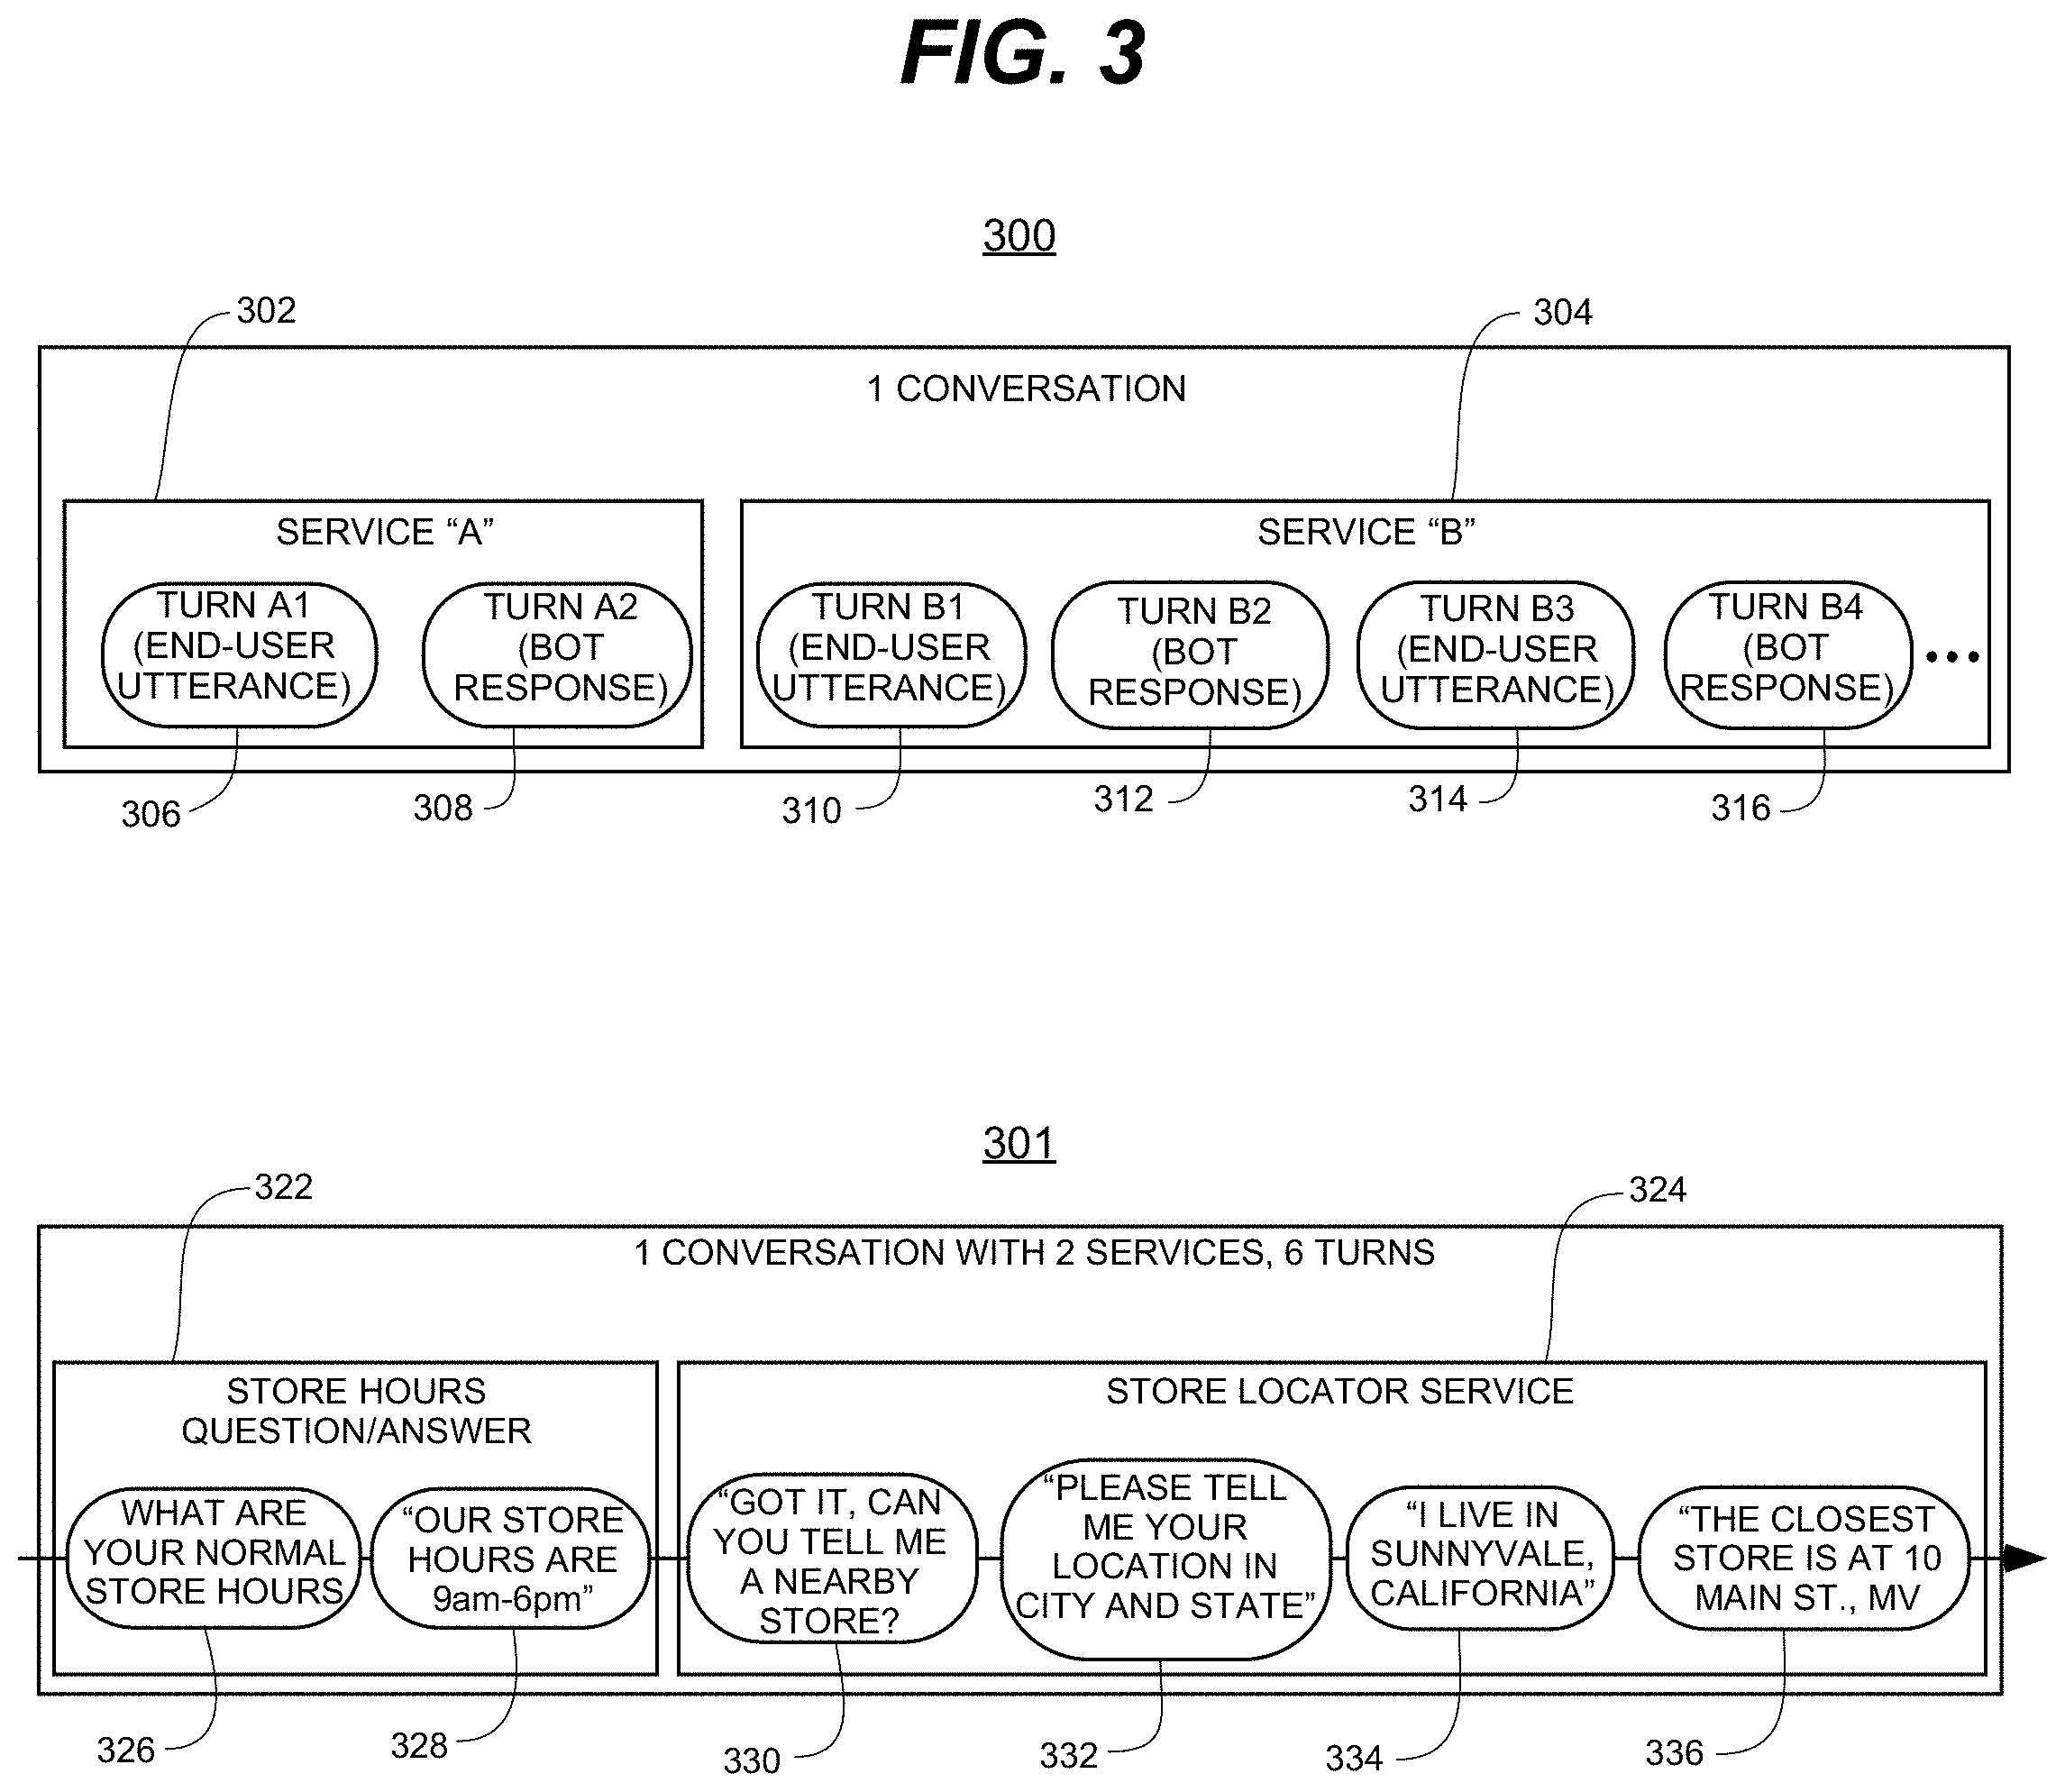 FIG. 3
300
302
304
1 CONVERSATION
SERVICE “A”
TURN A1
(END-USER
UTTERANCE)
TURN A2
(BOT
RESPONSE)
SERVICE “B”
TURN B1
(END-USER
UTTERANCE)
TURN B2
(BOT
RESPONSE)
TURN B3
(END-USER
UTTERANCE)
TURN B4
(BOT
RESPONSE)
•••
306
308
310
312
314
316
301
322
324
1 CONVERSATION WITH 2 SERVICES, 6 TURNS
STORE HOURS
QUESTION/ANSWER
WHAT ARE
YOUR NORMAL
STORE HOURS
“OUR STORE
HOURS ARE
9am-6pm”
STORE LOCATOR SERVICE
“GOT IT, CAN
YOU TELL ME
A NEARBY
STORE?
“PLEASE TELL
ME YOUR
LOCATION IN
CITY AND STATE”
“I LIVE IN
SUNNYVALE,
CALIFORNIA”
“THE CLOSEST
STORE IS AT 10
MAIN ST., MV
326
328
330
332
334
336